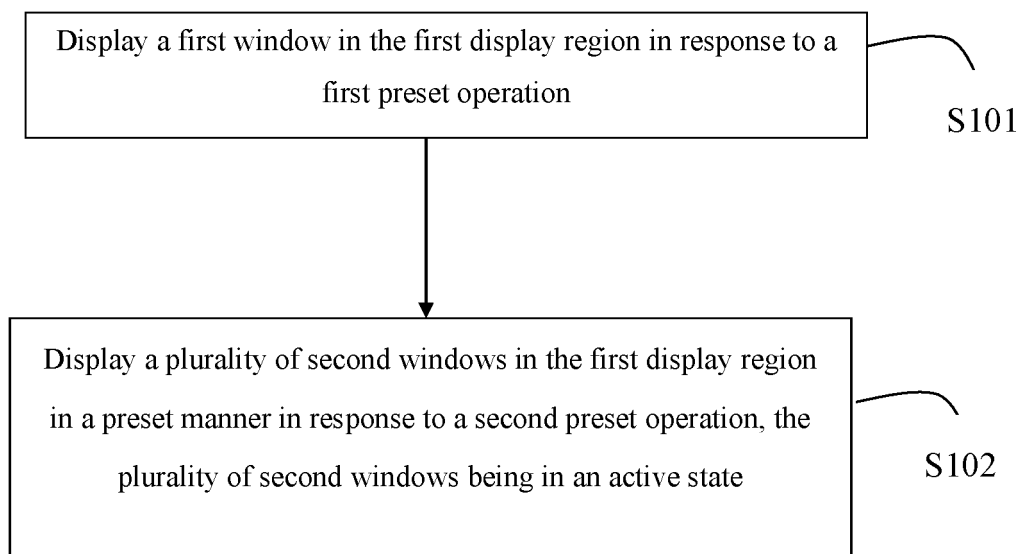 Display a first window in the first display region in response to a
first preset operation
S101
Display a plurality of second windows in the first display region
in a preset manner in response to a second preset operation, the
plurality of second windows being in an active state
S102